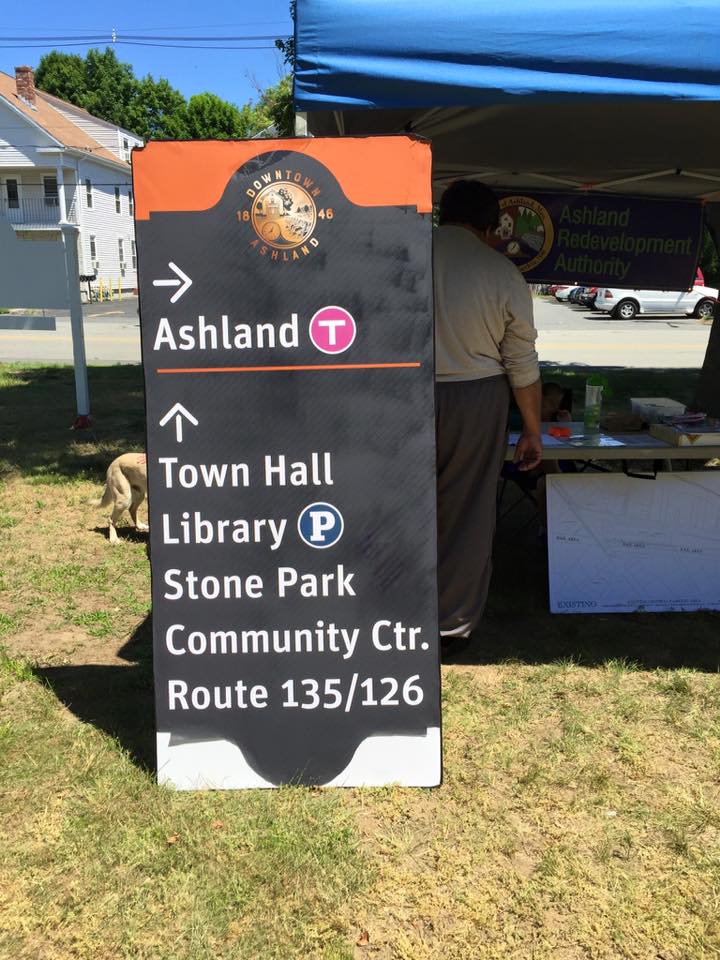 DOWNTOWN
18 46
ASHLAND
→
Ashland T
↑
Town Hall
Library P
Stone Park
Community Ctr.
Route 135/126
Ashland
Redevelopment
Authority
EXISTING